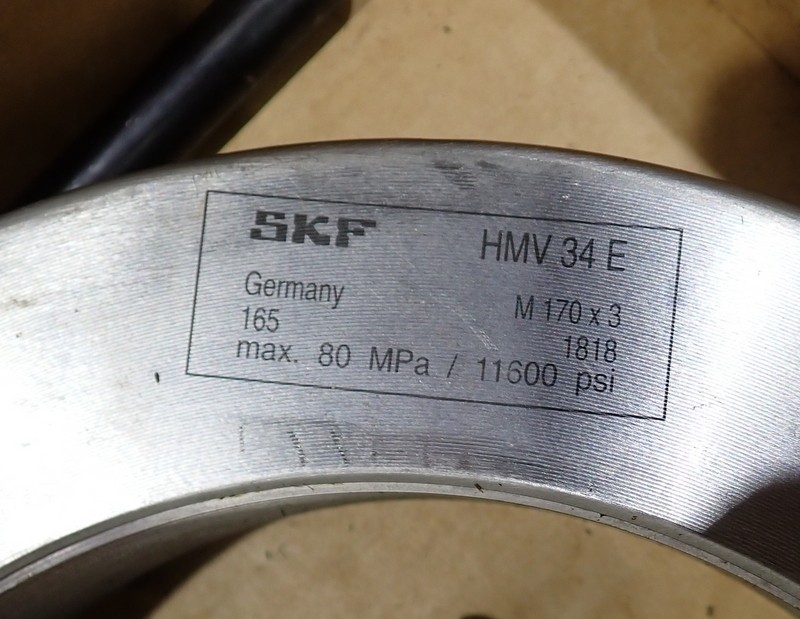 SKF HMV 34 E
Germany M 170 x 3
165 1818
max. 80 MPa / 11600 psi